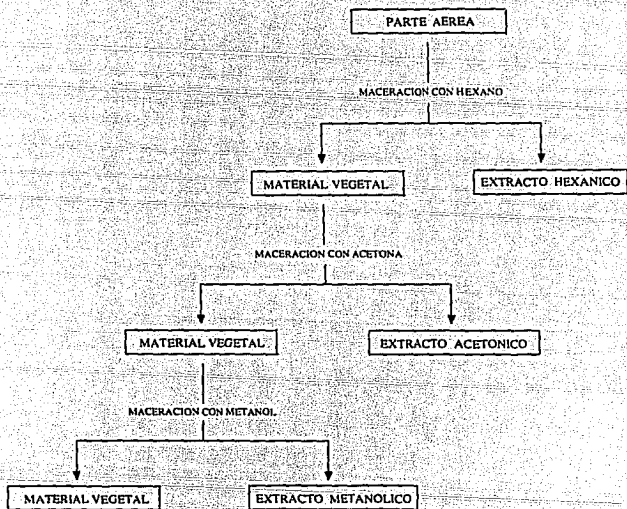 PARTE AEREA
MACERACION CON HEXANO
MATERIAL VEGETAL
EXTRACTO HEXANICO
MACERACION CON ACETONA
MATERIAL VEGETAL
EXTRACTO ACETONICO
MACERACION CON METANOL
MATERIAL VEGETAL
EXTRACTO METANOLICO